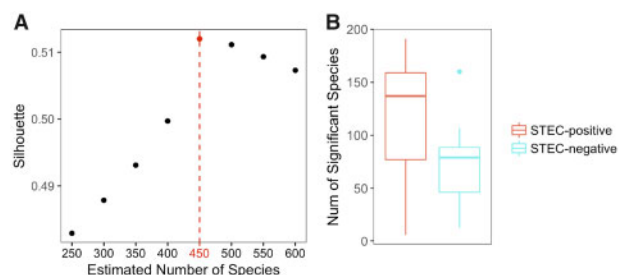 A
Silhouette
0.51
0.50
0.49
250 300 350 400 450 500 550 600
Estimated Number of Species
B
Num of Significant Species
200
150
100
50
0
STEC-positive
STEC-negative